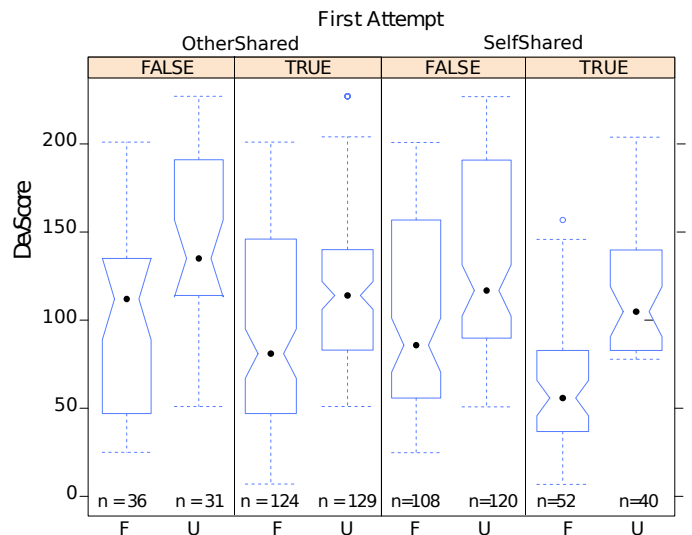 First Attempt
OtherShared SelfShared
FALSE TRUE FALSE TRUE
DevScore
200
150
100
50
0
n = 36 n = 31 n = 124 n = 129 n=108 n=120 n=52 n=40
F U F U F U F U